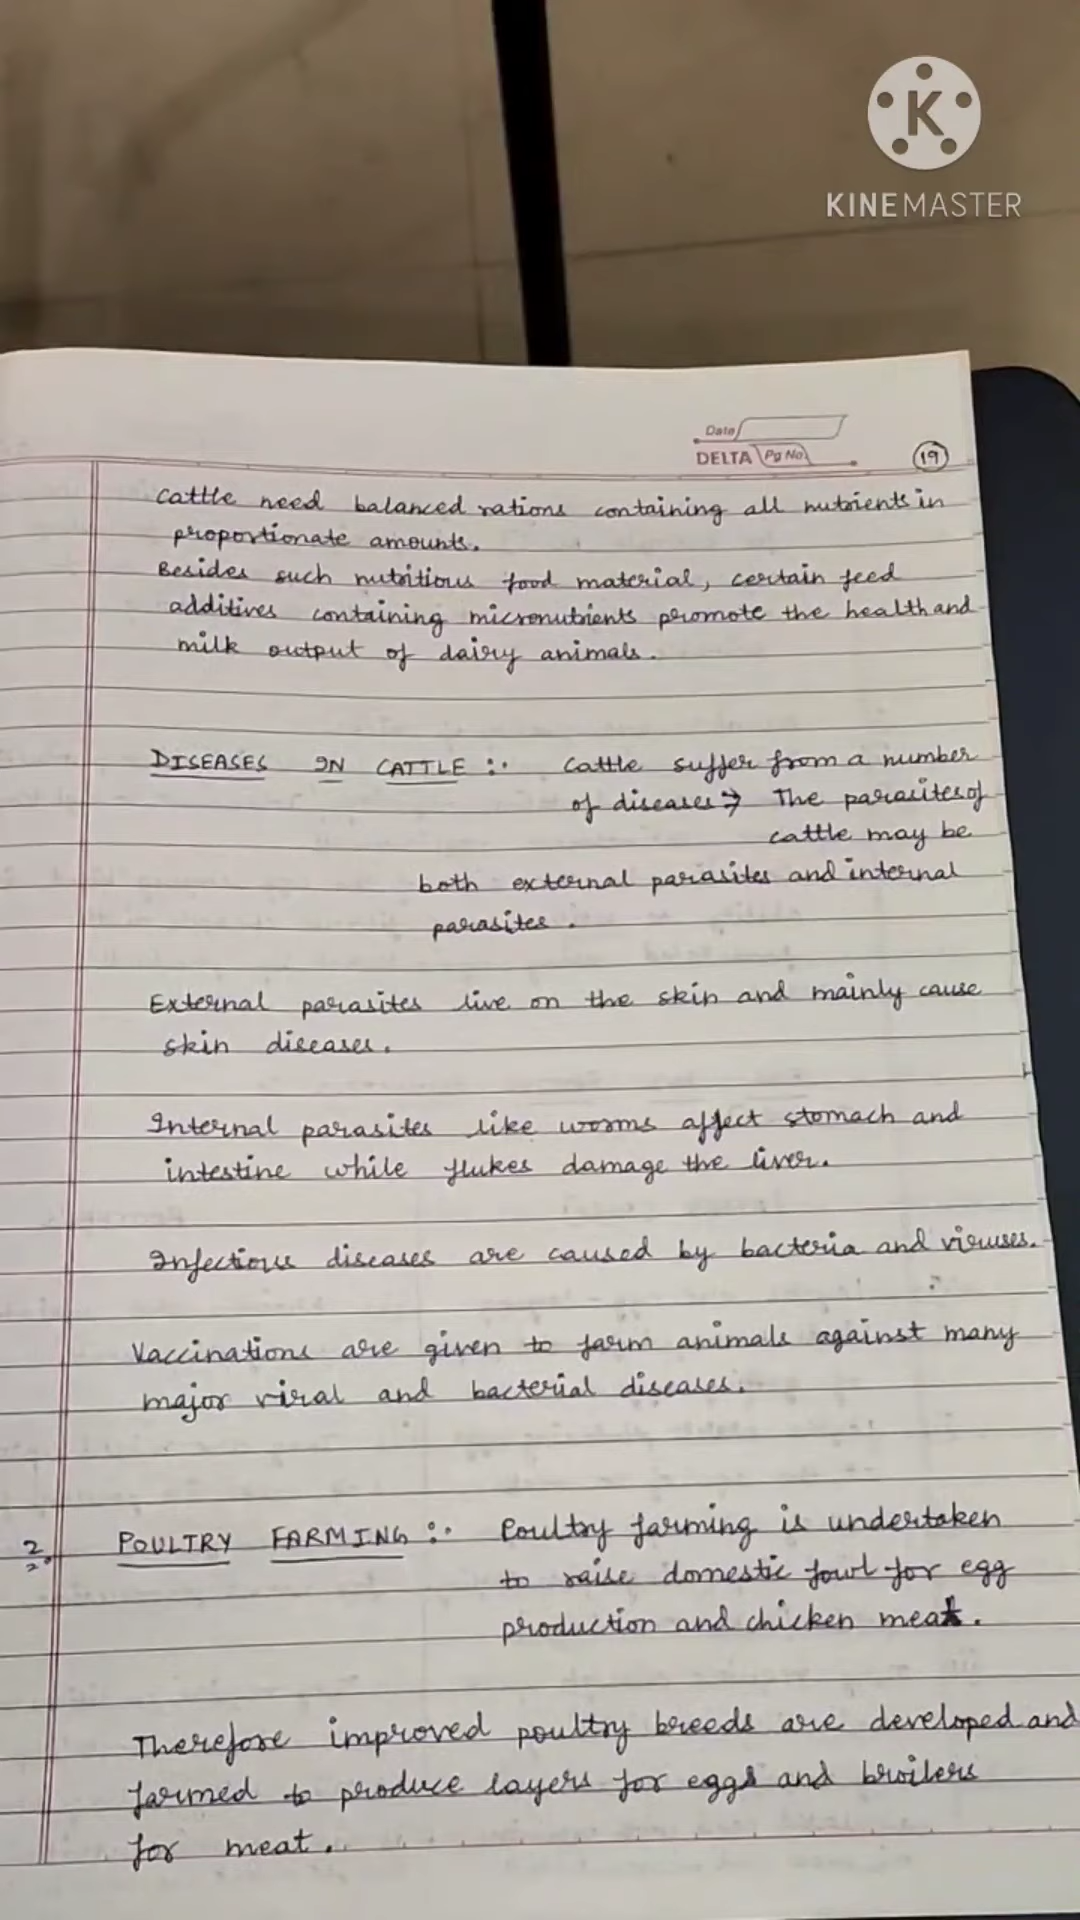 K
KINEMASTER
Date
DELTA Pg No.
19
Cattle need balanced rations containing all nutrients in
proportionate amounts.
Besides such nutritious food material, certain feed
additives containing micronutrients promote the health and
milk output of dairy animals.
DISEASES IN CATTLE :. Cattle suffer from a number
of diseases ⇒ The parasites of
cattle may be
both external parasites and internal
parasites.
External parasites live on the skin and mainly cause
skin diseases.
Internal parasites like worms affect stomach and
intestine while flukes damage the liver.
Infectious diseases are caused by bacteria and viruses.
Vaccinations are given to farm animals against many
major viral and bacterial diseases.
2. POULTRY FARMING :. Poultry farming is undertaken
to raise domestic fowl for egg
production and chicken meat.
Therefore improved poultry breeds are developed and
farmed to produce layers for eggs and broilers
for meat.